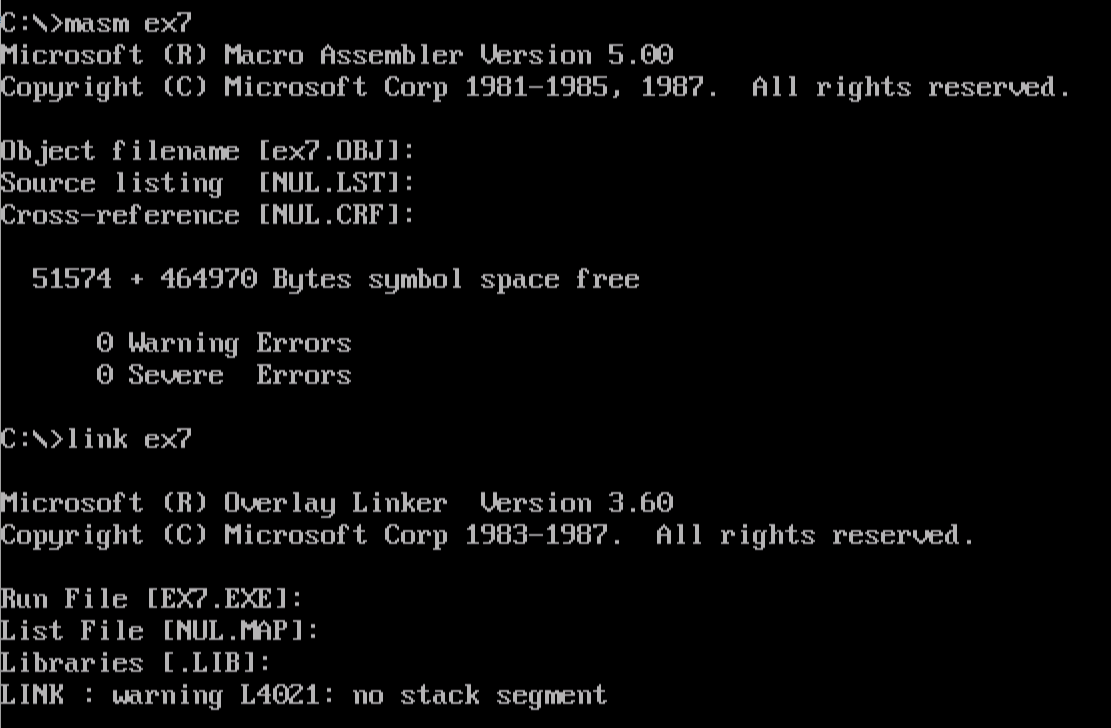 C:\>masm ex7
Microsoft (R) Macro Assembler Version 5.00
Copyright (C) Microsoft Corp 1981-1985, 1987.  All rights reserved.
Object filename [ex7.OBJ]:
Source listing  [NUL.LST]:
Cross-reference [NUL.CRF]:
  51574 + 464970 Bytes symbol space free
      0 Warning Errors
      0 Severe  Errors
C:\>link ex7
Microsoft (R) Overlay Linker  Version 3.60
Copyright (C) Microsoft Corp 1983-1987.  All rights reserved.
Run File [EX7.EXE]:
List File [NUL.MAP]:
Libraries [.LIB]:
LINK : warning L4021: no stack segment